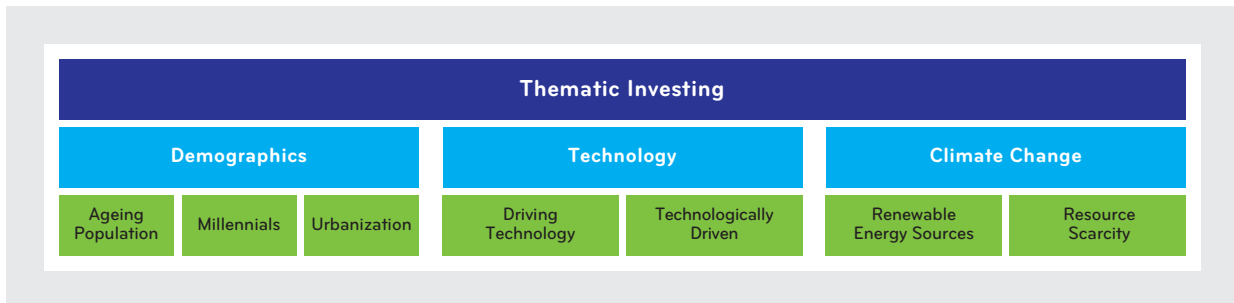 Thematic Investing
Demographics
Technology
Climate Change
Ageing
Population
Millennials
Urbanization
Driving
Technology
Technologically
Driven
Renewable
Energy Sources
Resource
Scarcity